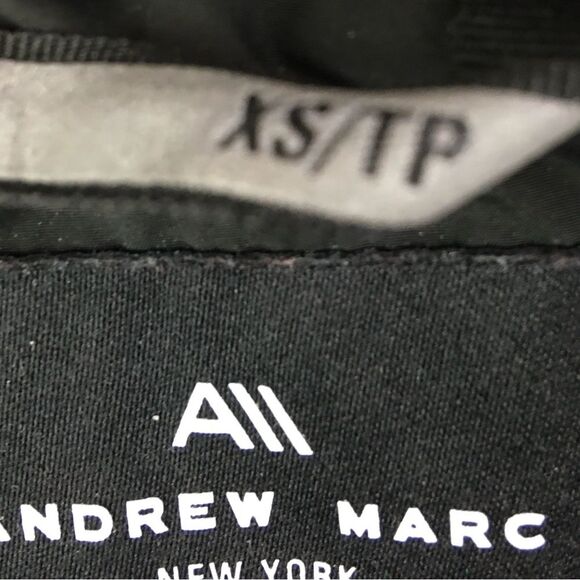 XS/TP
A\\
ANDREW MARC
NEW YORK